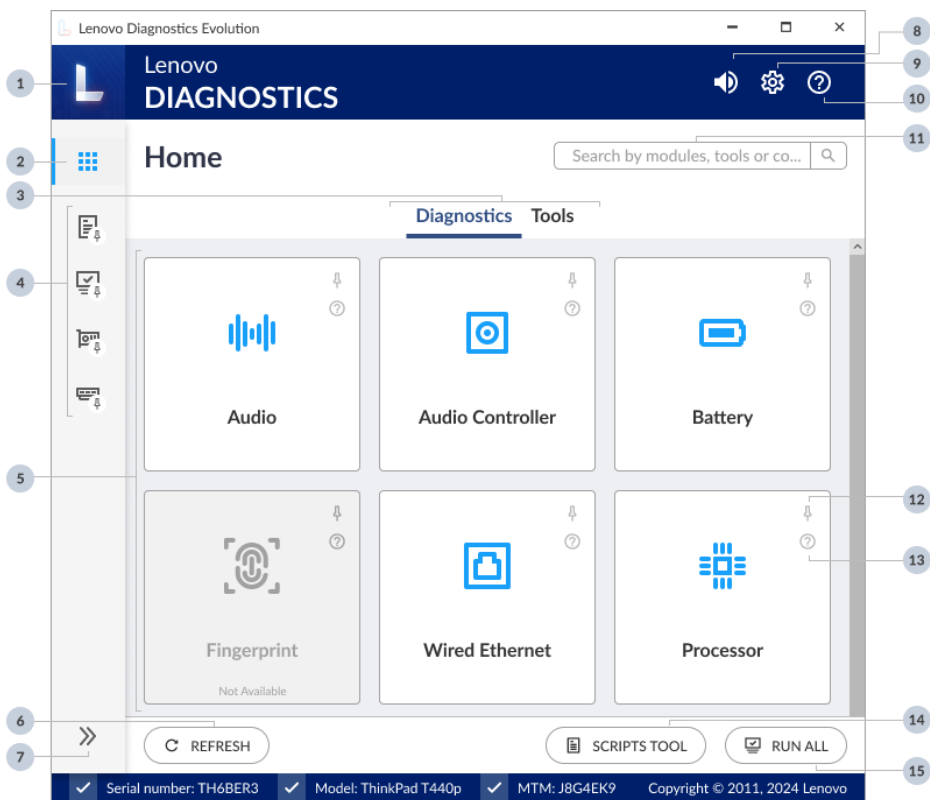 Lenovo Diagnostics Evolution
8
9
1
L
Lenovo
DIAGNOSTICS
10
11
2
Home
Search by modules, tools or co...
3
Diagnostics Tools
4
Audio
Audio Controller
Battery
5
12
13
Fingerprint
Not Available
Wired Ethernet
Processor
6
14
7
REFRESH
SCRIPTS TOOL
RUN ALL
15
Serial number: TH6BER3 Model: ThinkPad T440p MTM: J8G4EK9 Copyright © 2011, 2024 Lenovo